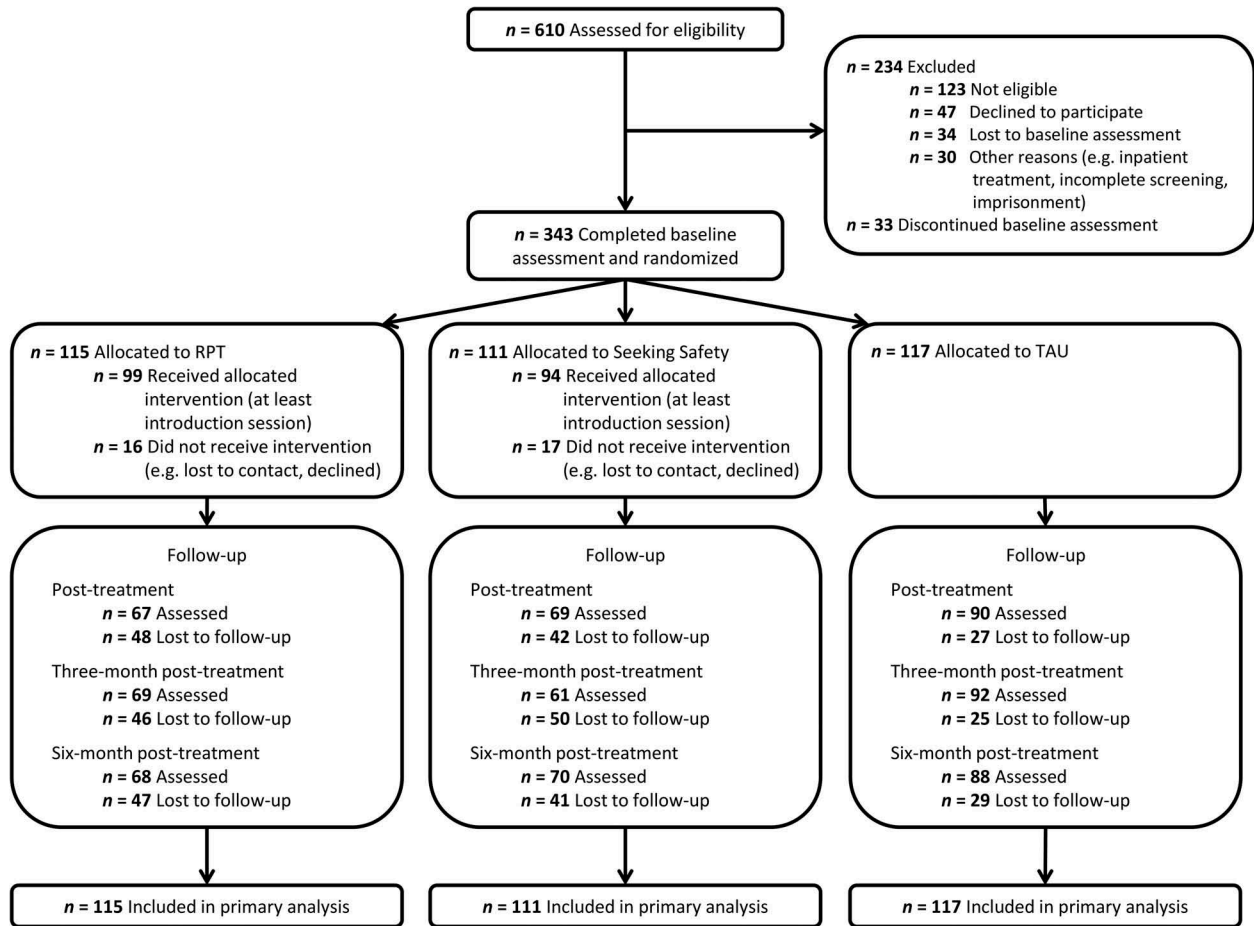 n = 610 Assessed for eligibility
n = 234 Excluded
n = 123 Not eligible
n = 47 Declined to participate
n = 34 Lost to baseline assessment
n = 30 Other reasons (e.g. inpatient
treatment, incomplete screening,
imprisonment)
n = 33 Discontinued baseline assessment
n = 343 Completed baseline
assessment and randomized
n = 115 Allocated to RPT
n = 99 Received allocated
intervention (at least
introduction session)
n = 16 Did not receive intervention
(e.g. lost to contact, declined)
n = 111 Allocated to Seeking Safety
n = 94 Received allocated
intervention (at least
introduction session)
n = 17 Did not receive intervention
(e.g. lost to contact, declined)
n = 117 Allocated to TAU
Follow-up
Post-treatment
n = 67 Assessed
n = 48 Lost to follow-up
Three-month post-treatment
n = 69 Assessed
n = 46 Lost to follow-up
Six-month post-treatment
n = 68 Assessed
n = 47 Lost to follow-up
Follow-up
Post-treatment
n = 69 Assessed
n = 42 Lost to follow-up
Three-month post-treatment
n = 61 Assessed
n = 50 Lost to follow-up
Six-month post-treatment
n = 70 Assessed
n = 41 Lost to follow-up
Follow-up
Post-treatment
n = 90 Assessed
n = 27 Lost to follow-up
Three-month post-treatment
n = 92 Assessed
n = 25 Lost to follow-up
Six-month post-treatment
n = 88 Assessed
n = 29 Lost to follow-up
n = 115 Included in primary analysis
n = 111 Included in primary analysis
n = 117 Included in primary analysis